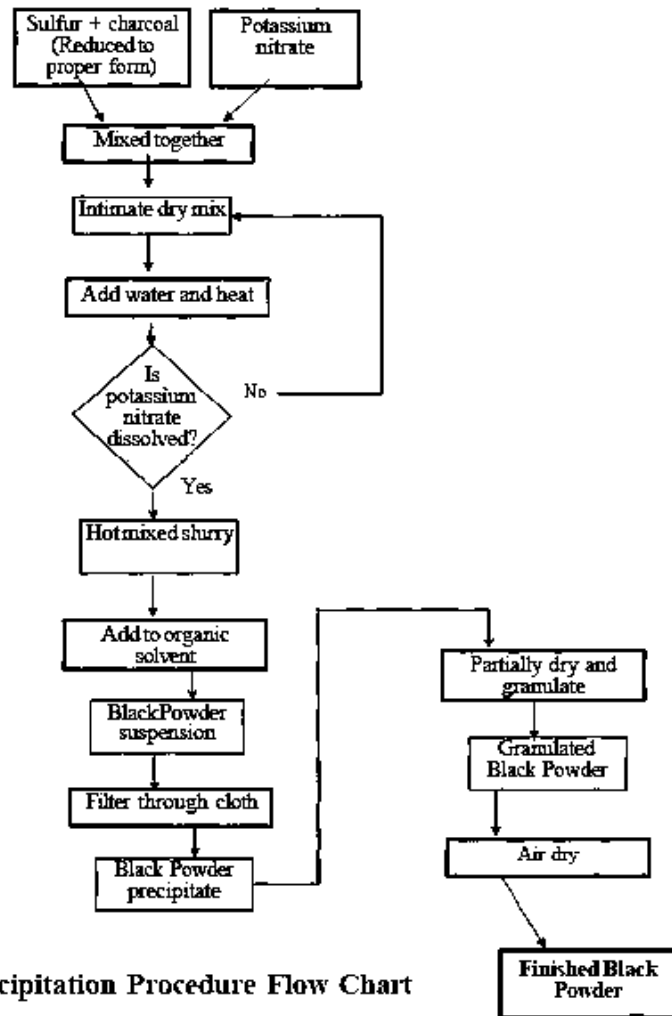 Sulfur + charcoal
(Reduced to
proper form)
Potassium
nitrate
Mixed together
Intimate dry mix
Add water and heat
Is
potassium
nitrate
dissolved?
No
Yes
Hot mixed slurry
Add to organic
solvent
Black Powder
suspension
Filter through cloth
Black Powder
precipitate
Partially dry and
granulate
Granulated
Black Powder
Air dry
Finished Black
Powder
cipitation Procedure Flow Chart